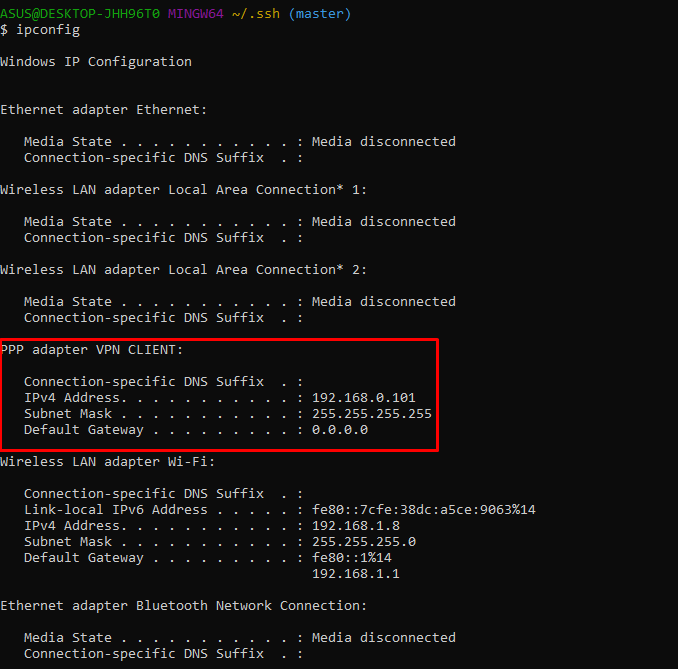 ASUS@DESKTOP-JHH96T0 MINGW64 ~/.ssh (master)
$ ipconfig
Windows IP Configuration
Ethernet adapter Ethernet:
Media State . . . . . . . . . . . : Media disconnected
Connection-specific DNS Suffix  . :
Wireless LAN adapter Local Area Connection* 1:
Media State . . . . . . . . . . . : Media disconnected
Connection-specific DNS Suffix  . :
Wireless LAN adapter Local Area Connection* 2:
Media State . . . . . . . . . . . : Media disconnected
Connection-specific DNS Suffix  . :
PPP adapter VPN CLIENT:
Connection-specific DNS Suffix  . :
IPv4 Address. . . . . . . . . . . : 192.168.0.101
Subnet Mask . . . . . . . . . . . : 255.255.255.255
Default Gateway . . . . . . . . . : 0.0.0.0
Wireless LAN adapter Wi-Fi:
Connection-specific DNS Suffix  . :
Link-local IPv6 Address . . . . . : fe80::7cfe:38dc:a5ce:9063%14
IPv4 Address. . . . . . . . . . . : 192.168.1.8
Subnet Mask . . . . . . . . . . . : 255.255.255.0
Default Gateway . . . . . . . . . : fe80::1%14
192.168.1.1
Ethernet adapter Bluetooth Network Connection:
Media State . . . . . . . . . . . : Media disconnected
Connection-specific DNS Suffix  . :